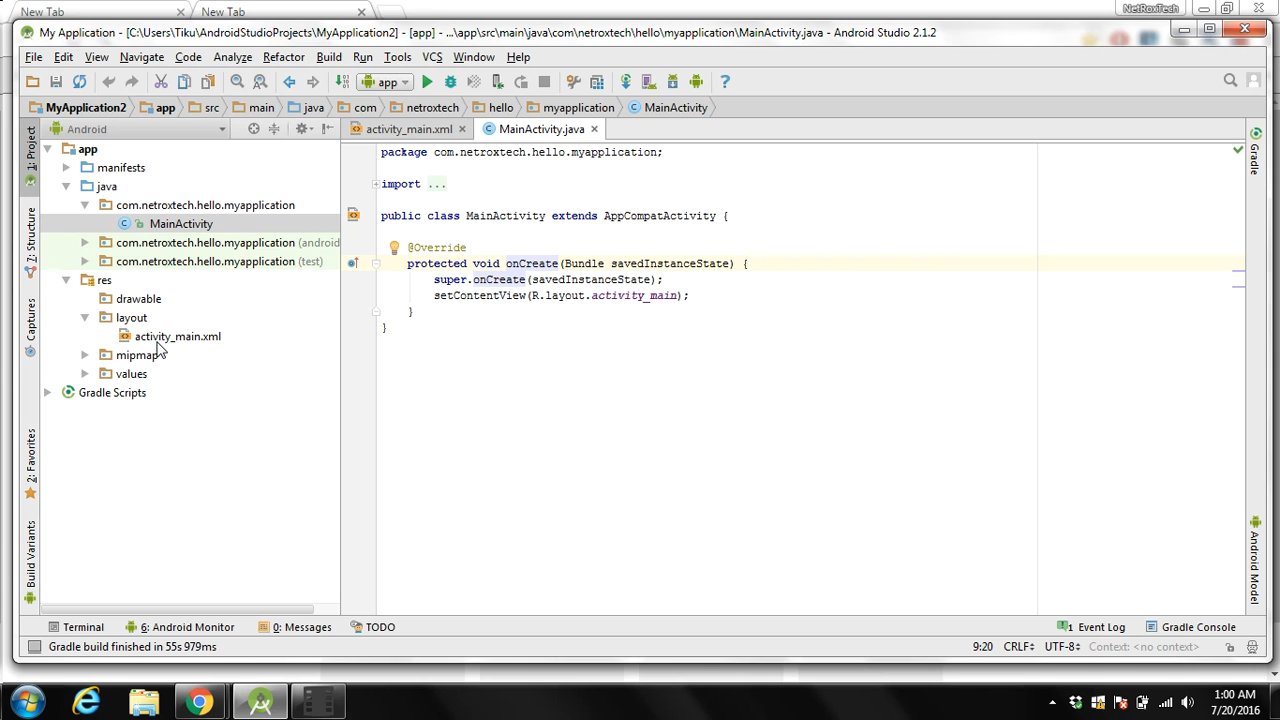 New Tab
New Tab
NetRoxTech
My Application - [C:\Users\Tiku\AndroidStudioProjects\MyApplication2] - [app] - ...\app\src\main\java\com\netroxtech\hello\myapplication\MainActivity.java - Android Studio 2.1.2
File Edit View Navigate Code Analyze Refactor Build Run Tools VCS Window Help
app
MyApplication2 app src main java com netroxtech hello myapplication MainActivity
1: Project
Android
activity_main.xml
MainActivity.java
Gradle
app
manifests
java
com.netroxtech.hello.myapplication
MainActivity
com.netroxtech.hello.myapplication (android
com.netroxtech.hello.myapplication (test)
res
drawable
layout
activity_main.xml
mipmap
values
Gradle Scripts
7: Structure
Captures
2: Favorites
Build Variants
package com.netroxtech.hello.myapplication;
import ...
public class MainActivity extends AppCompatActivity {
@Override
protected void onCreate(Bundle savedInstanceState) {
super.onCreate(savedInstanceState);
setContentView(R.layout.activity_main);
}
}
Android Model
Terminal 6: Android Monitor 0: Messages TODO 1 Event Log Gradle Console
Gradle build finished in 55s 979ms 9:20 CRLF UTF-8 Context: <no context>
1:00 AM
7/20/2016